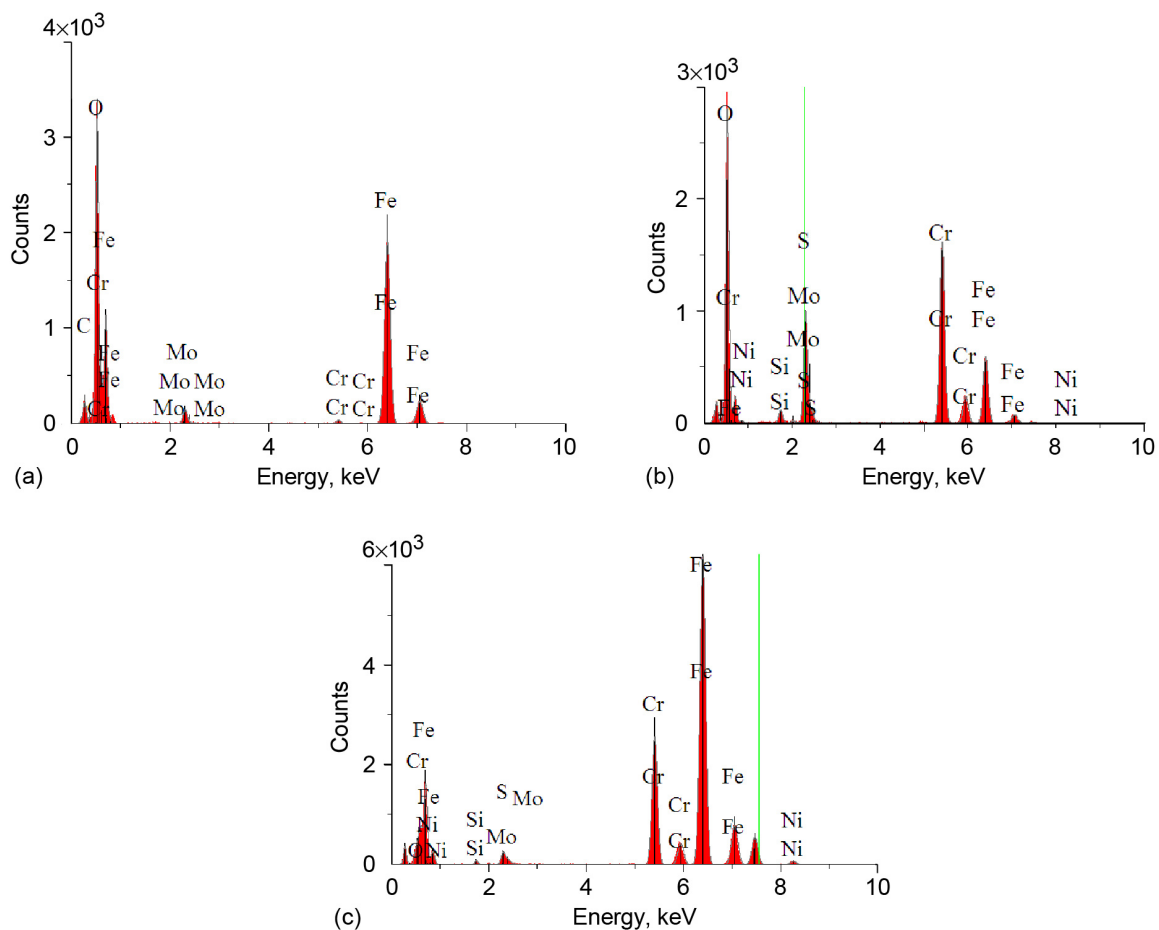 4×10³
3
2
1
0
Counts
0 2 4 6 8 10
Energy, keV
(a)
O
Fe
Cr
C
Fe
Fe
Cr
Mo
Mo Mo
Mo Mo
Cr Cr
Cr Cr
Fe
Fe
Fe
Fe
3×10³
2
1
0
Counts
0 2 4 6 8 10
Energy, keV
(b)
O
Cr
Ni
Ni
Fe
Si
Si
S
Mo
Mo
S
S
Cr
Cr
Cr
Cr
Fe
Fe
Fe
Fe
Ni
Ni
6×10³
4
2
0
Counts
0 2 4 6 8 10
Energy, keV
(c)
Fe
Cr
Fe
Ni
O Ni
Si
Si
S Mo
Mo
Cr
Cr
Cr
Cr
Fe
Fe
Fe
Fe
Ni
Ni